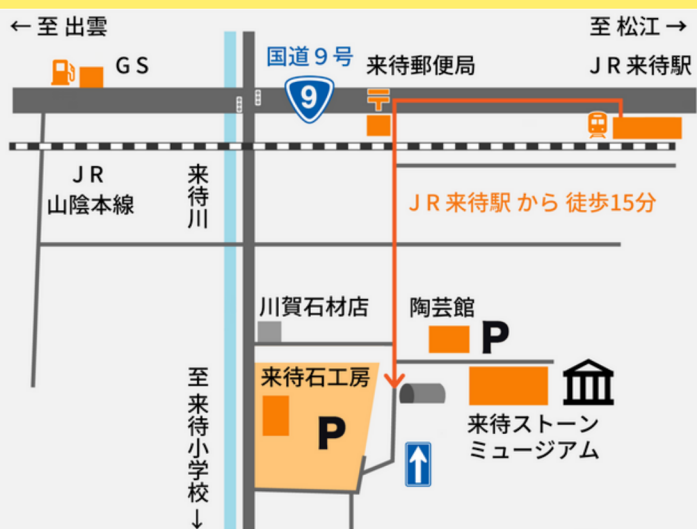 ← 至 出雲
至 松江 →
GS
国道9号
来待郵便局
JR来待駅
9
JR
山陰本線
来待川
JR来待駅 から 徒歩15分
川賀石材店
陶芸館
P
来待石工房
P
来待ストーン
ミュージアム
至 来待小学校 ↓